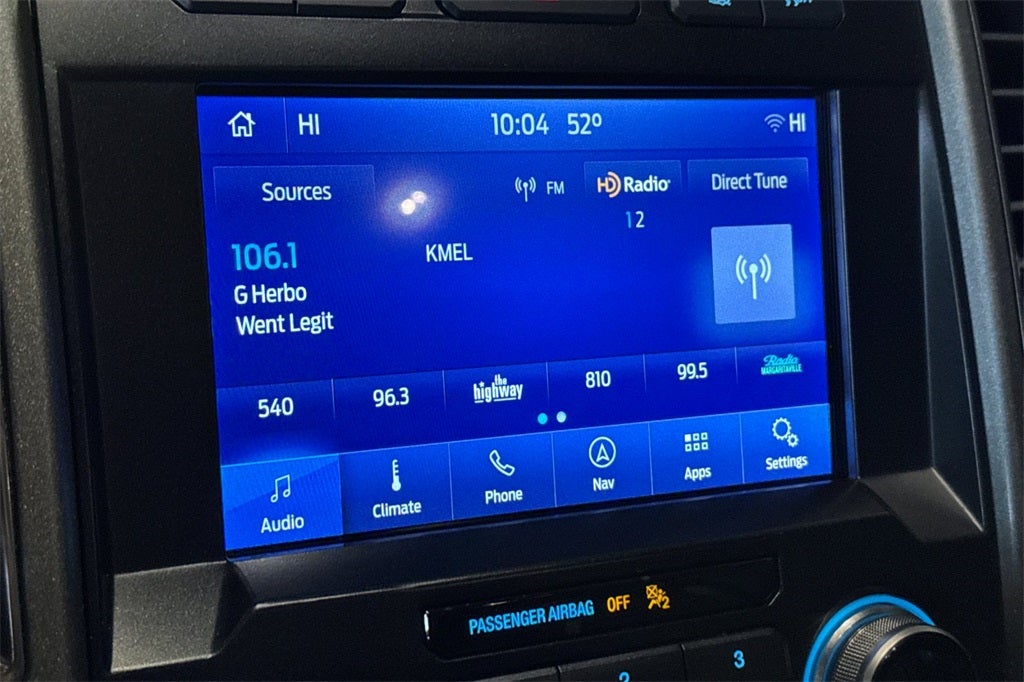 HI 10:04 52° HI
Sources FM HD Radio Direct Tune
1 2
106.1 KMEL
G Herbo
Went Legit
540 96.3 the highway 810 99.5 Radio MARGARITAVILLE
Audio Climate Phone Nav Apps Settings
PASSENGER AIRBAG OFF 2
2 3